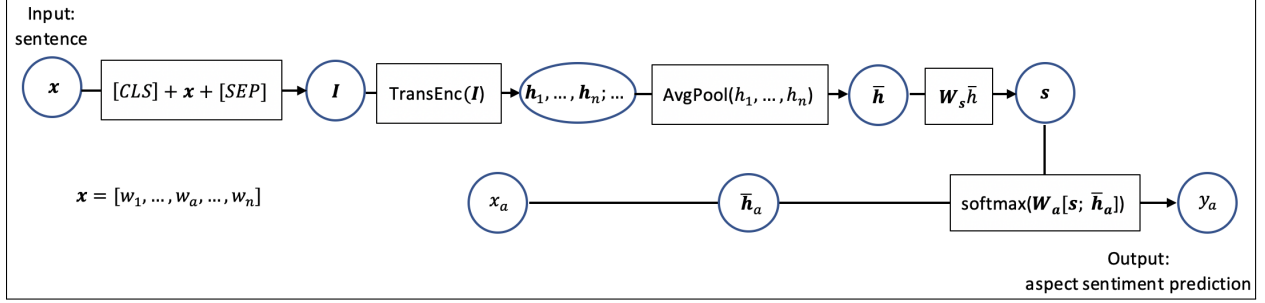 Input:
sentence
x
[CLS] + x + [SEP]
I
TransEnc(I)
h₁, …, hₙ; …
AvgPool(h₁, …, hₙ)
h̄
Wₛh̄
s
x = [w₁, …, wₐ, …, wₙ]
xₐ
h̄ₐ
softmax(Wₐ[s; h̄ₐ])
yₐ
Output:
aspect sentiment prediction